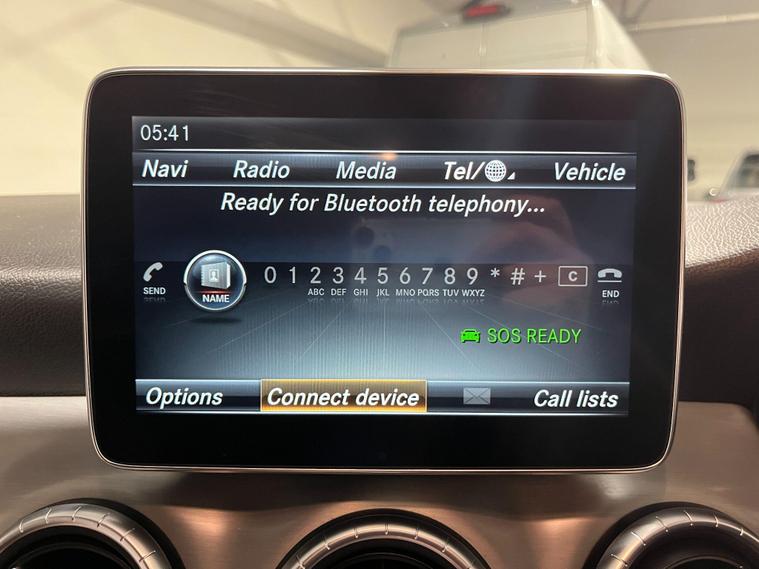 05:41
Navi Radio Media Tel/ Vehicle
Ready for Bluetooth telephony...
0 1 2 3 4 5 6 7 8 9 * # + C
SEND NAME ABC DEF GHI JKL MNO PQRS TUV WXYZ END
SOS READY
Options Connect device Call lists